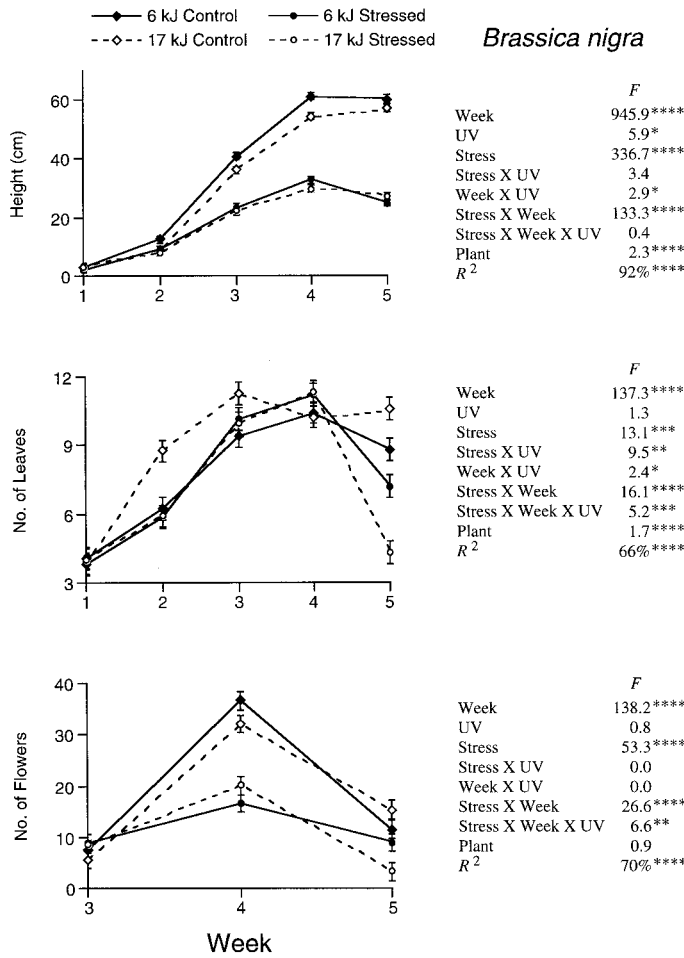 6 kJ Control 6 kJ Stressed
17 kJ Control 17 kJ Stressed
Brassica nigra
Height (cm)
60
40
20
0
1 2 3 4 5
F
Week 945.9****
UV 5.9*
Stress 336.7****
Stress X UV 3.4
Week X UV 2.9*
Stress X Week 133.3****
Stress X Week X UV 0.4
Plant 2.3****
R² 92%****
No. of Leaves
12
9
6
3
1 2 3 4 5
F
Week 137.3****
UV 1.3
Stress 13.1***
Stress X UV 9.5**
Week X UV 2.4*
Stress X Week 16.1****
Stress X Week X UV 5.2***
Plant 1.7****
R² 66%****
No. of Flowers
40
30
20
10
0
3 4 5
Week
F
Week 138.2****
UV 0.8
Stress 53.3****
Stress X UV 0.0
Week X UV 0.0
Stress X Week 26.6****
Stress X Week X UV 6.6**
Plant 0.9
R² 70%****